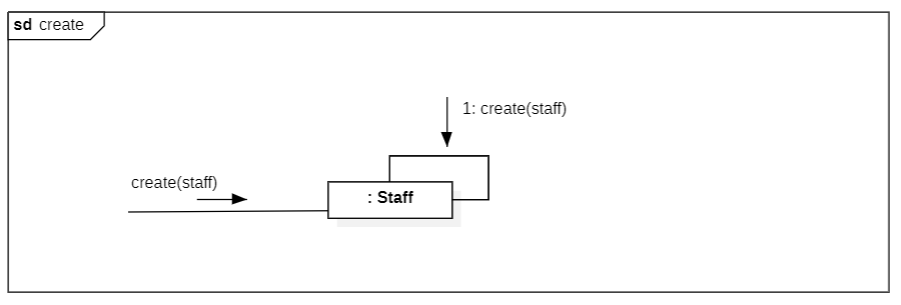 sd create
1: create(staff)
create(staff)
: Staff